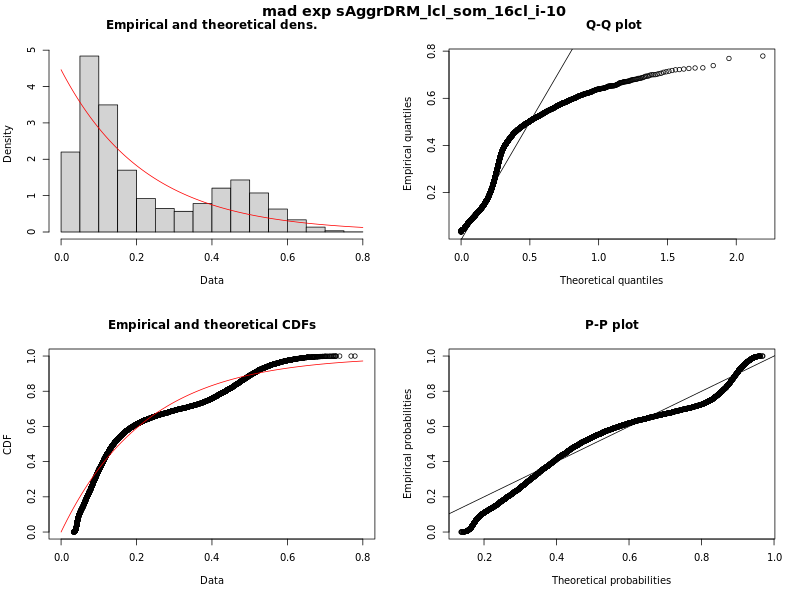 mad exp sAggrDRM_lcl_som_16cl_i-10
Empirical and theoretical dens.
Density
0 1 2 3 4 5
0.0 0.2 0.4 0.6 0.8
Data
Q-Q plot
Empirical quantiles
0.2 0.4 0.6 0.8
0.0 0.5 1.0 1.5 2.0
Theoretical quantiles
Empirical and theoretical CDFs
CDF
0.0 0.2 0.4 0.6 0.8 1.0
0.0 0.2 0.4 0.6 0.8
Data
P-P plot
Empirical probabilities
0.0 0.2 0.4 0.6 0.8 1.0
0.2 0.4 0.6 0.8 1.0
Theoretical probabilities